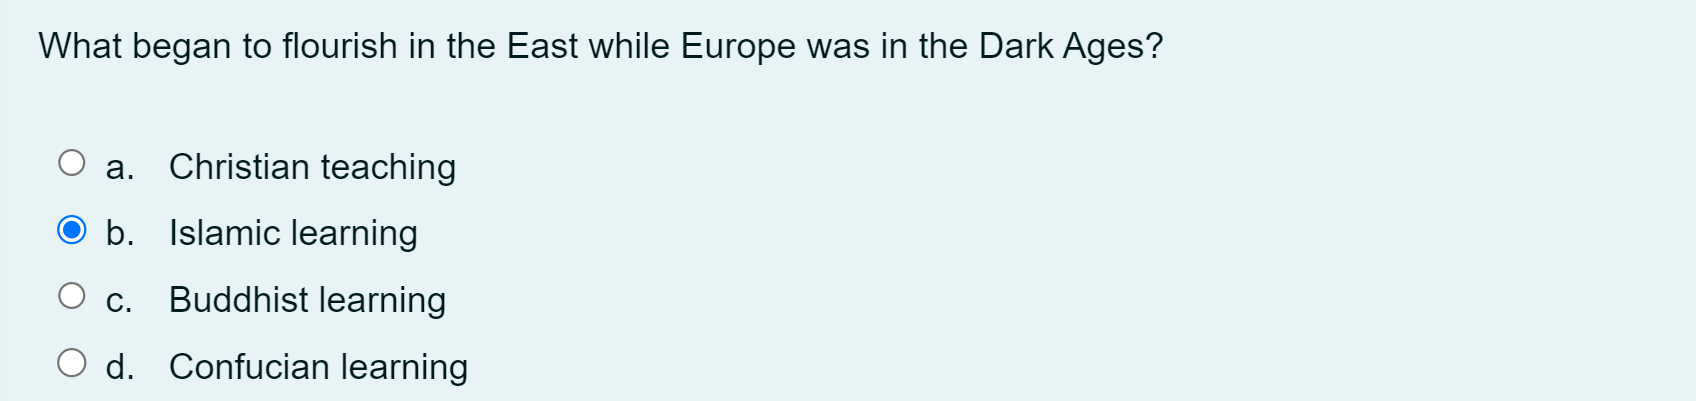 What began to flourish in the East while Europe was in the Dark Ages?
a. Christian teaching
b. Islamic learning
c. Buddhist learning
d. Confucian learning